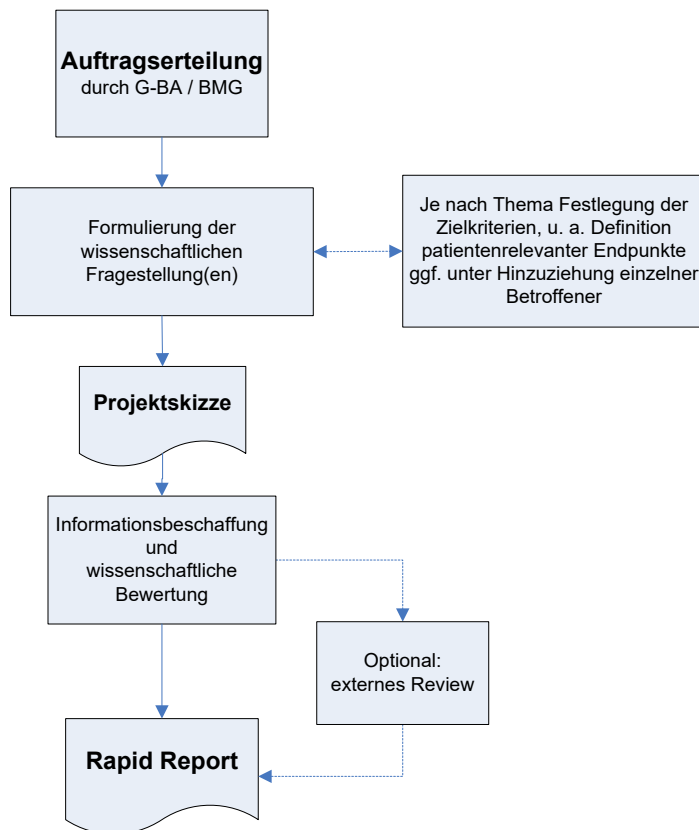 Auftragserteilung
durch G-BA / BMG
Formulierung der
wissenschaftlichen
Fragestellung(en)
Je nach Thema Festlegung der
Zielkriterien, u. a. Definition
patientenrelevanter Endpunkte
ggf. unter Hinzuziehung einzelner
Betroffener
Projektskizze
Informationsbeschaffung
und
wissenschaftliche
Bewertung
Optional:
externes Review
Rapid Report